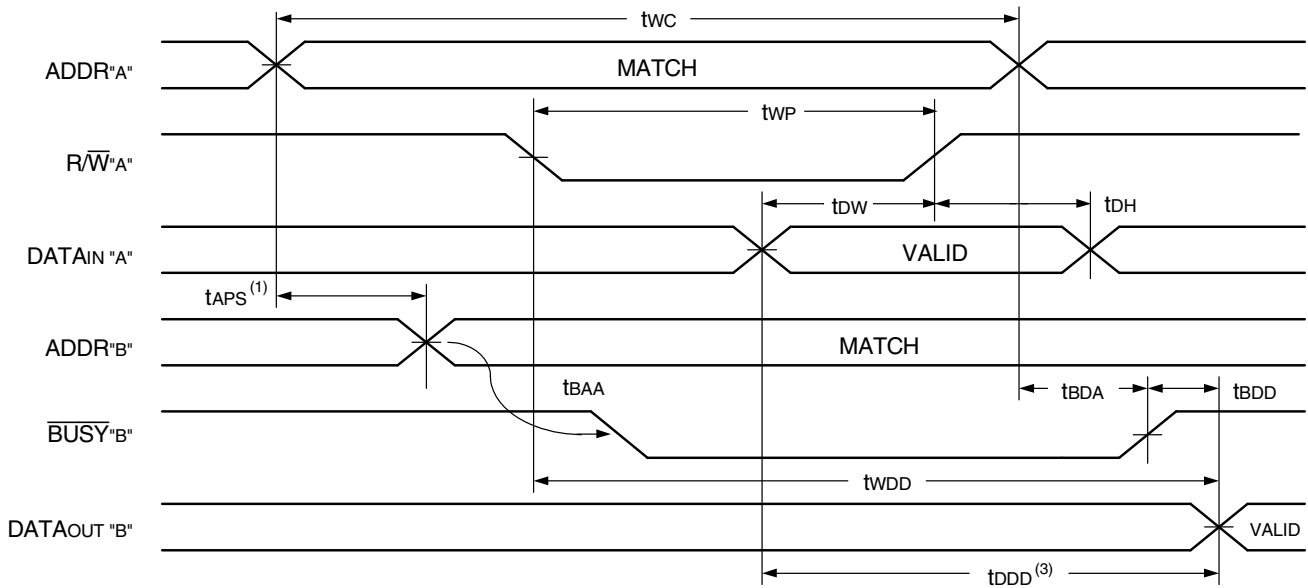 tWC
ADDR"A" MATCH
tWP
R/W̅"A"
tDW tDH
DATAIN "A" VALID
tAPS(1)
ADDR"B" MATCH
tBAA tBDA tBDD
B̅U̅S̅Y̅"B"
tWDD
DATAOUT "B" VALID
tDDD(3)